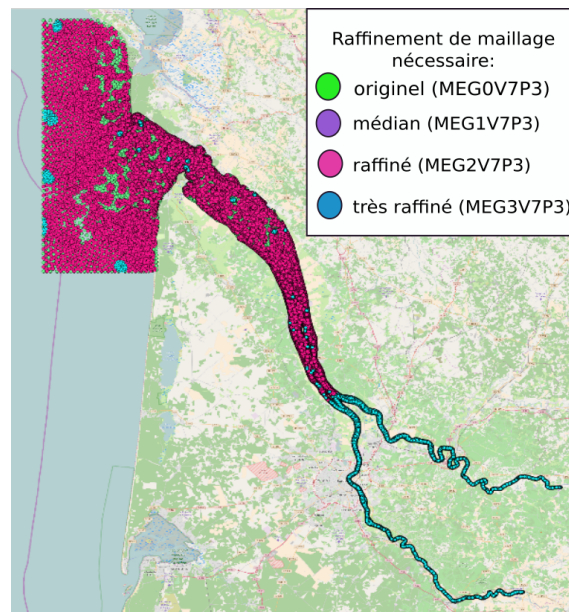 Raffinement de maillage
nécessaire:
originel (MEG0V7P3)
médian (MEG1V7P3)
raffiné (MEG2V7P3)
très raffiné (MEG3V7P3)